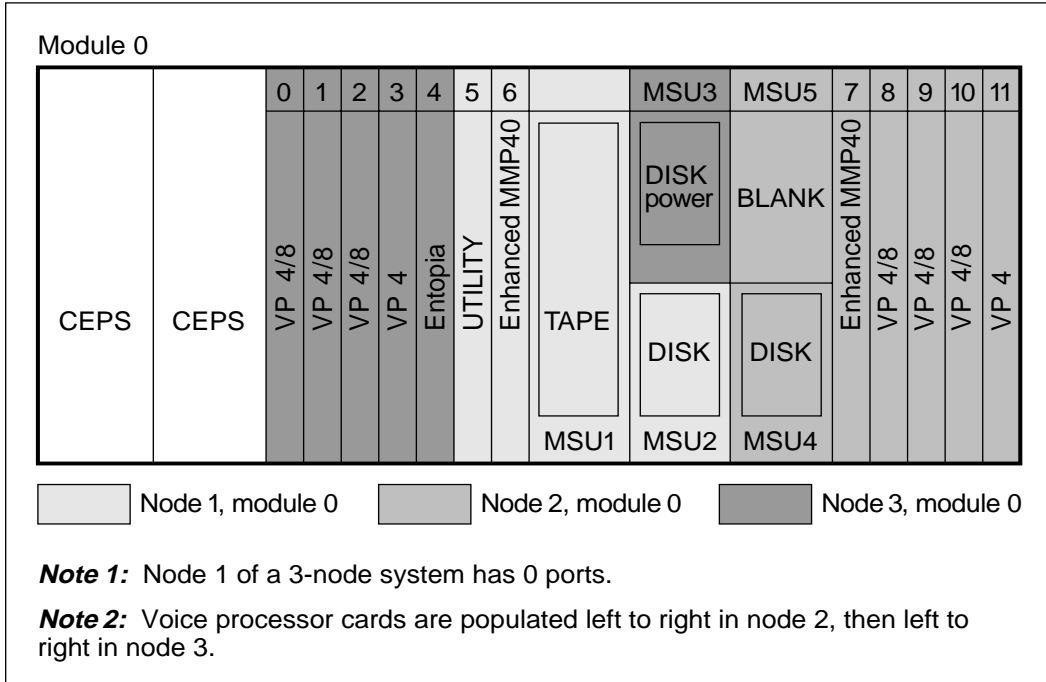 Module 0
0 1 2 3 4 5 6 MSU3 MSU5 7 8 9 10 11
CEPS
CEPS
VP 4/8
VP 4/8
VP 4/8
VP 4
Entopia
UTILITY
Enhanced MMP40
TAPE
MSU1
DISK
power
DISK
MSU2
BLANK
DISK
MSU4
Enhanced MMP40
VP 4/8
VP 4/8
VP 4/8
VP 4
Node 1, module 0 Node 2, module 0 Node 3, module 0
Note 1: Node 1 of a 3-node system has 0 ports.
Note 2: Voice processor cards are populated left to right in node 2, then left to
right in node 3.